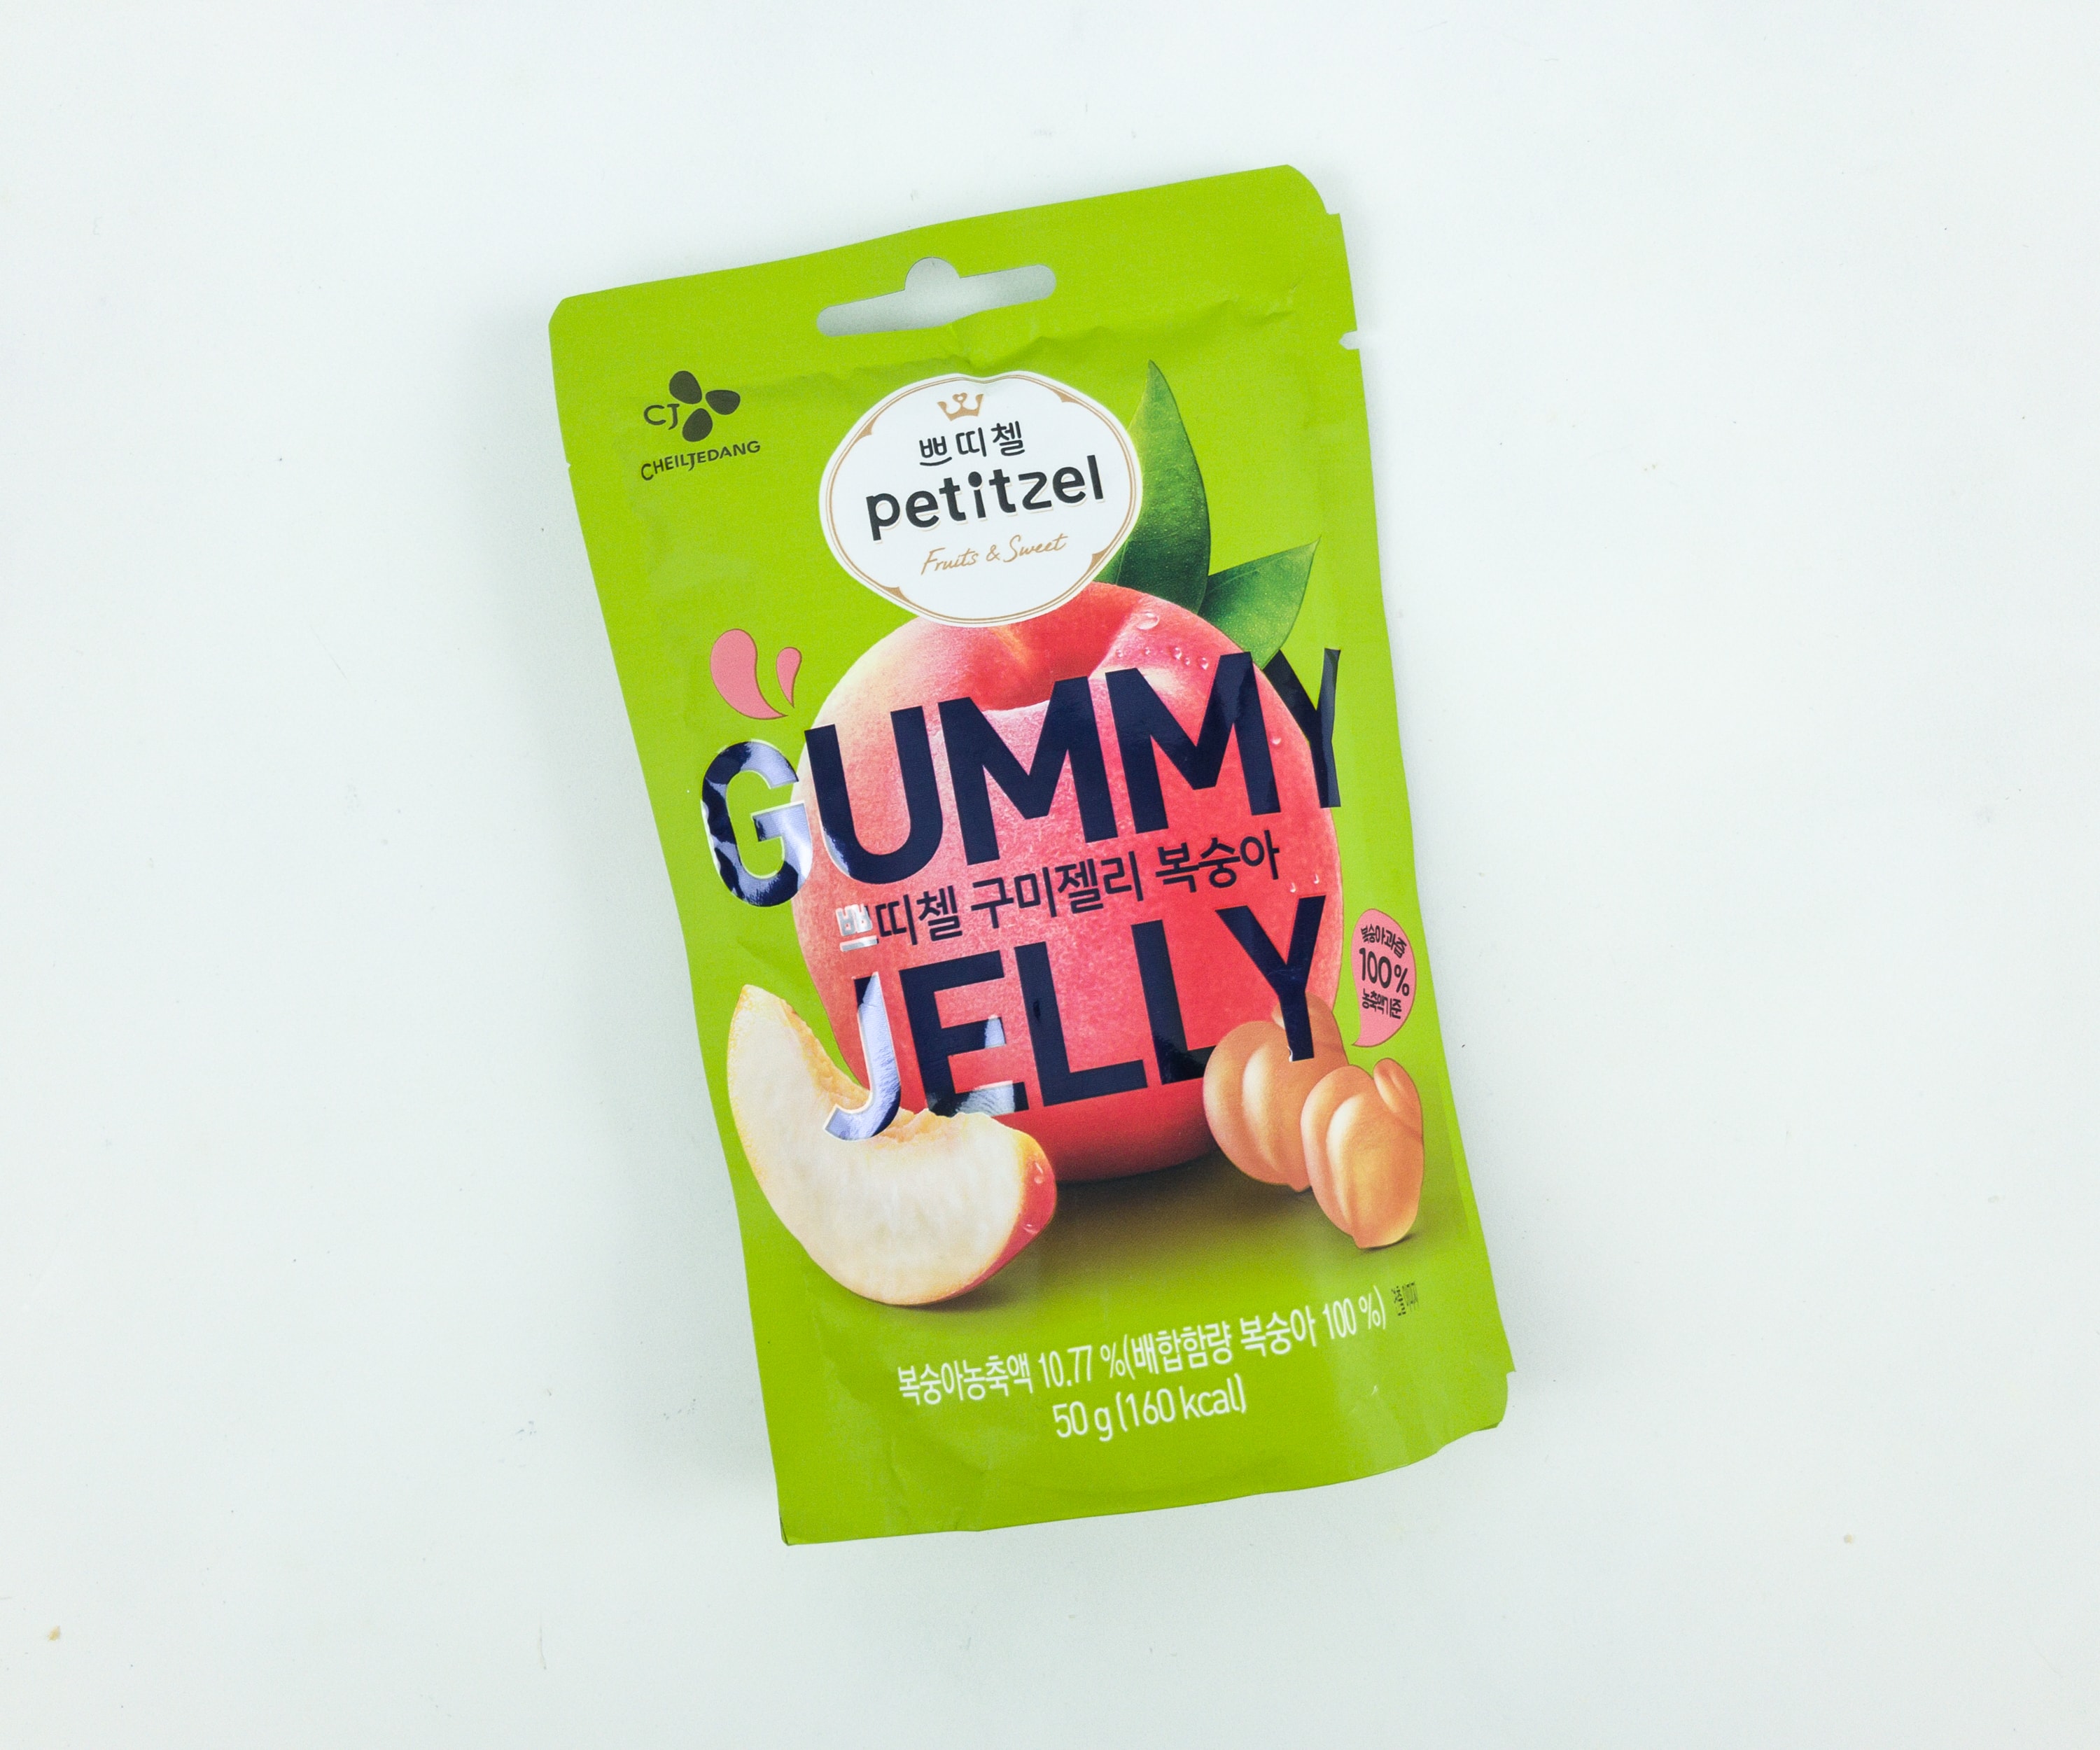 CJ
CHEILJEDANG
쁘띠첼
petitzel
Fruits & Sweet
GUMMY
쁘띠첼 구미젤리 복숭아
JELLY
복숭아과즙
100%
농축액기준
복숭아농축액 10.77 %(배합함량 복숭아 100 %)
50 g (160 kcal)